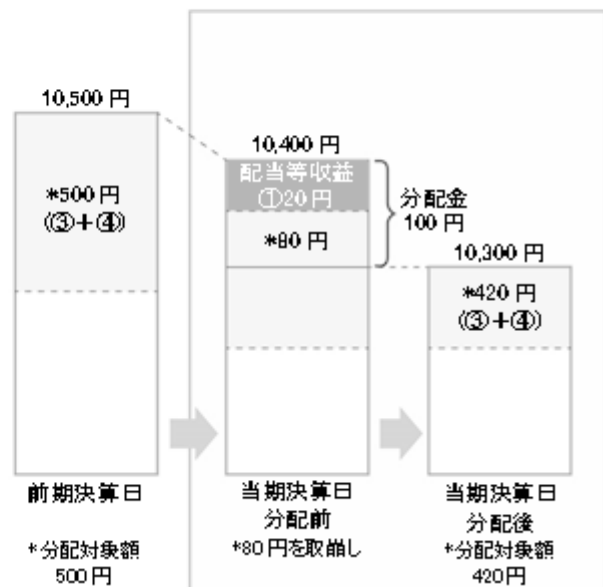 10,500 円
*500 円
(③+④)
前期決算日
*分配対象額
500 円
10,400 円
配当等収益
①20 円
*80 円
分配金
100 円
当期決算日
分配前
*80 円を取崩し
10,300 円
*420 円
(③+④)
当期決算日
分配後
*分配対象額
420円